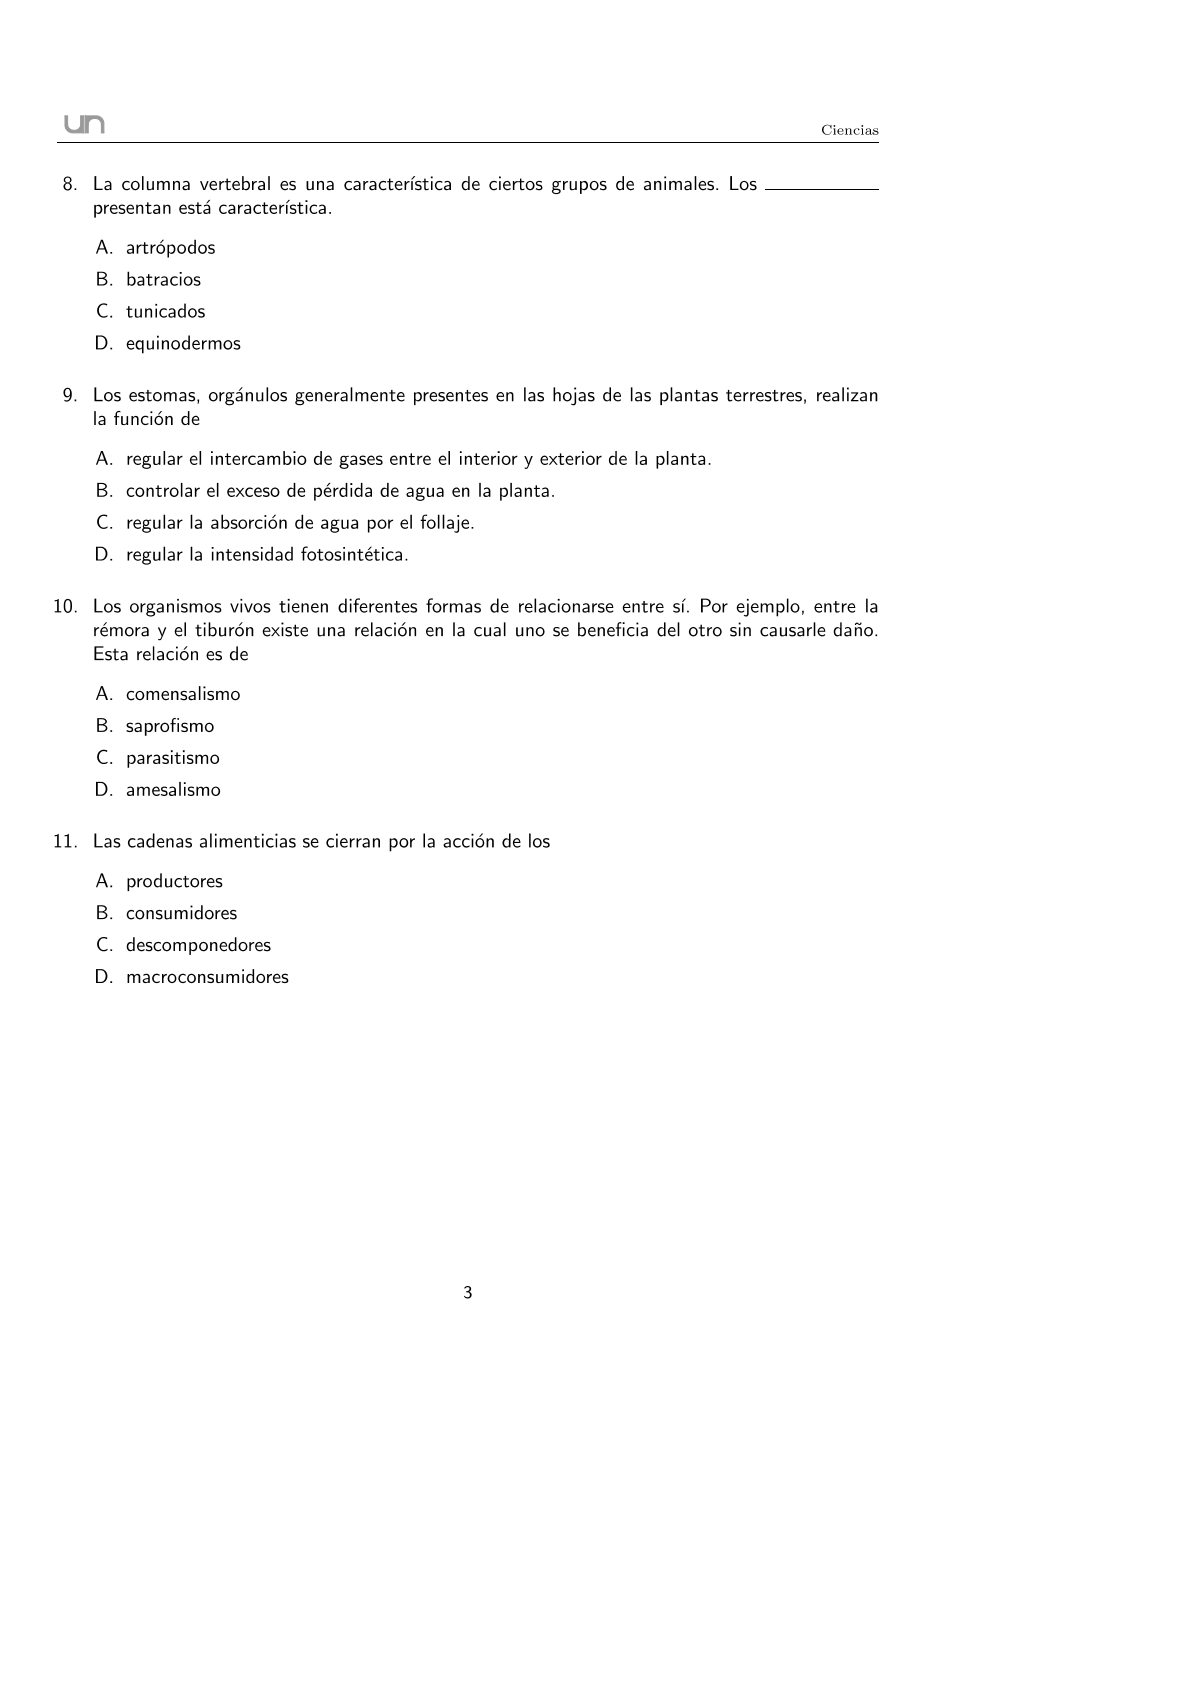 un
Ciencias
8. La columna vertebral es una característica de ciertos grupos de animales. Los
presentan está característica.
A. artrópodos
B. batracios
C. tunicados
D. equinodermos
9. Los estomas, orgánulos generalmente presentes en las hojas de las plantas terrestres, realizan
la función de
A. regular el intercambio de gases entre el interior y exterior de la planta.
B. controlar el exceso de pérdida de agua en la planta.
C. regular la absorción de agua por el follaje.
D. regular la intensidad fotosintética.
10. Los organismos vivos tienen diferentes formas de relacionarse entre sí. Por ejemplo, entre la
rémora y el tiburón existe una relación en la cual uno se beneficia del otro sin causarle daño.
Esta relación es de
A. comensalismo
B. saprofismo
C. parasitismo
D. amesalismo
11. Las cadenas alimenticias se cierran por la acción de los
A. productores
B. consumidores
C. descomponedores
D. macroconsumidores
3